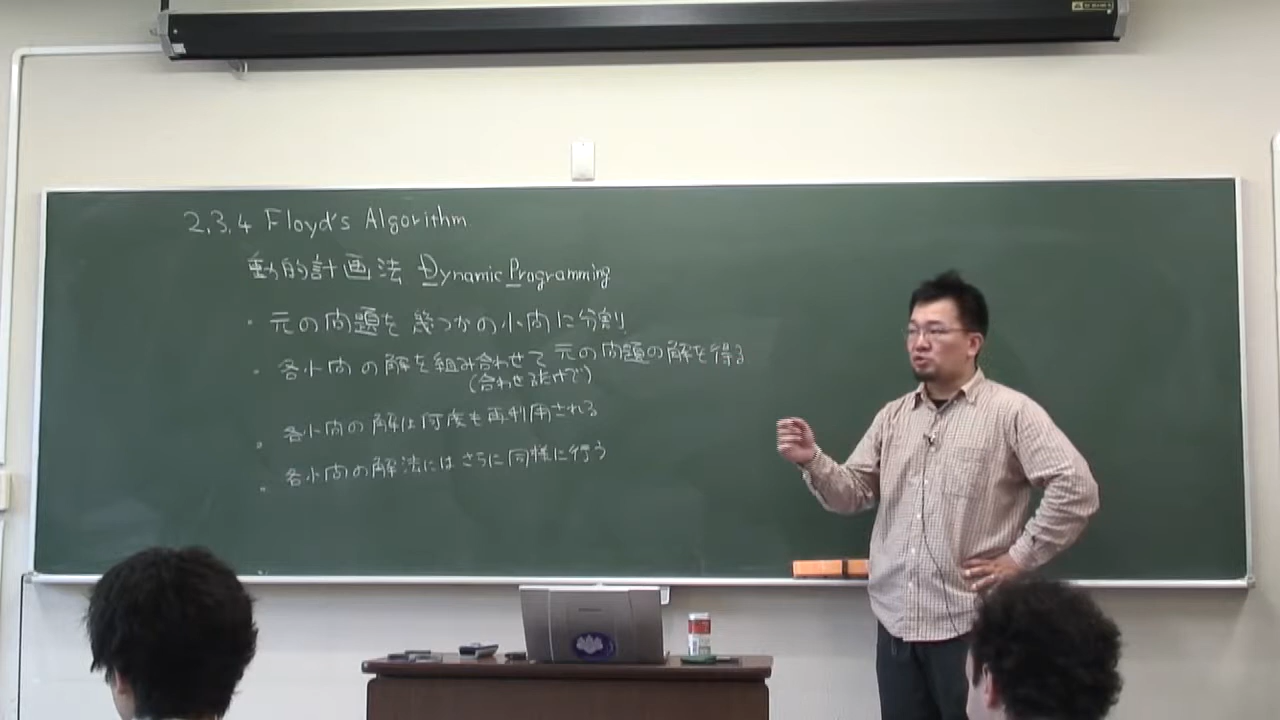 2.3.4 Floyd's Algorithm
動的計画法 Dynamic Programming
・元の問題を幾つかの小問に分割
・各小問の解を組み合わせて元の問題の解を得る
(合わせるだけで)
・各小問の解は何度も再利用される
・各小問の解法にはさらに同様に行う